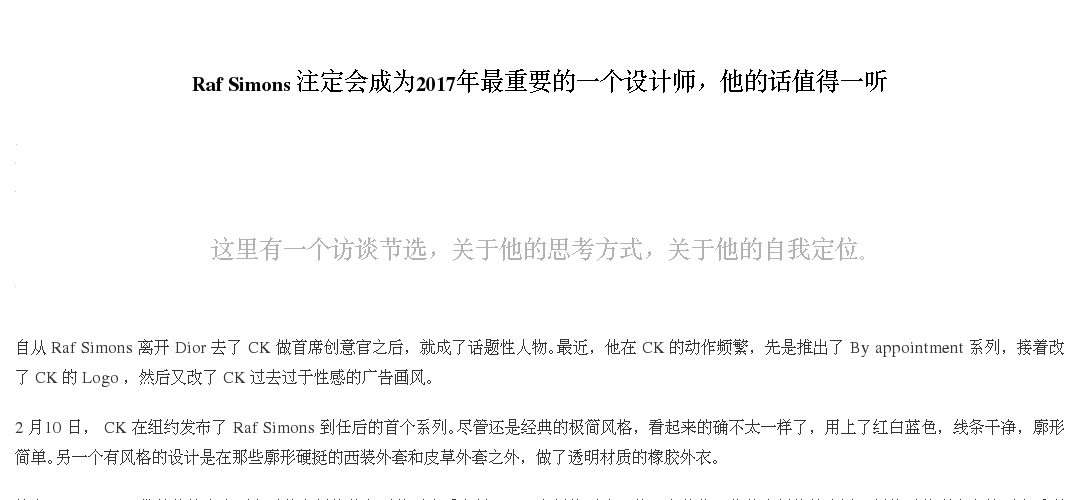 Raf Simons 注定会成为2017年最重要的一个设计师，他的话值得一听
这里有一个访谈节选，关于他的思考方式，关于他的自我定位。
自从 Raf Simons 离开 Dior 去了 CK 做首席创意官之后，就成了话题性人物。最近，他在 CK 的动作频繁，先是推出了 By appointment 系列，接着改
了 CK 的 Logo ，然后又改了 CK 过去过于性感的广告画风。
2 月10 日， CK 在纽约发布了 Raf Simons 到任后的首个系列。尽管还是经典的极简风格，看起来的确不太一样了，用上了红白蓝色，线条干净，廓形
简单。另一个有风格的设计是在那些廓形硬挺的西装外套和皮草外套之外，做了透明材质的橡胶外衣。